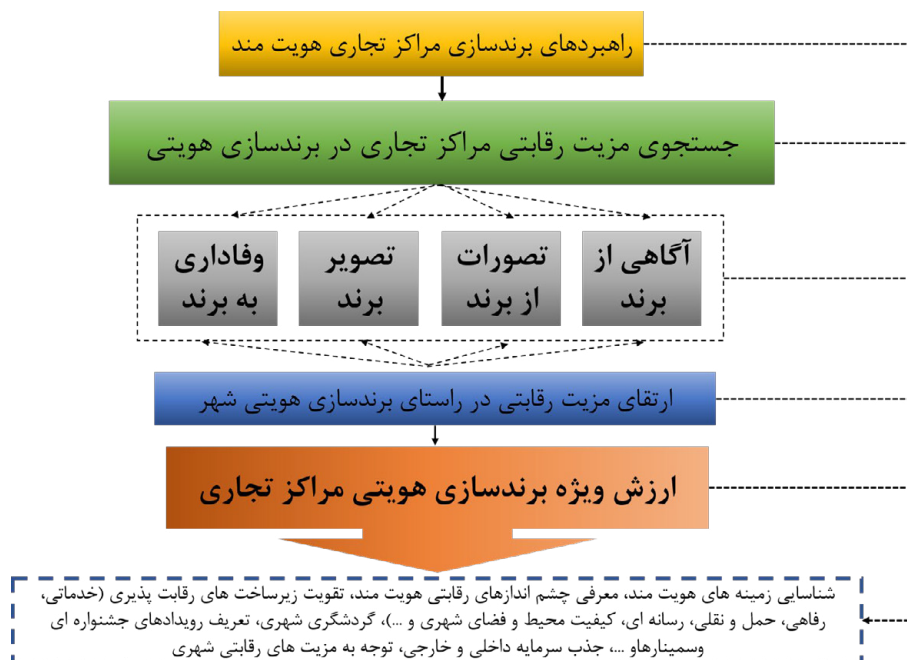 راهبردهای برندسازی مراکز تجاری هویت مند
جستجوی مزیت رقابتی مراکز تجاری در برندسازی هویتی
آگاهی از
برند
تصورات
از برند
تصویر
برند
وفاداری
به برند
ارتقای مزیت رقابتی در راستای برندسازی هویتی شهر
ارزش ویژه برندسازی هویتی مراکز تجاری
شناسایی زمینه های هویت مند، معرفی چشم اندازهای رقابتی هویت مند، تقویت زیرساخت های رقابت پذیری (خدماتی،
رفاهی، حمل و نقلی، رسانه ای، کیفیت محیط و فضای شهری و ...)، گردشگری شهری، تعریف رویدادهای جشنواره ای
وسمینارهاو ...، جذب سرمایه داخلی و خارجی، توجه به مزیت های رقابتی شهری